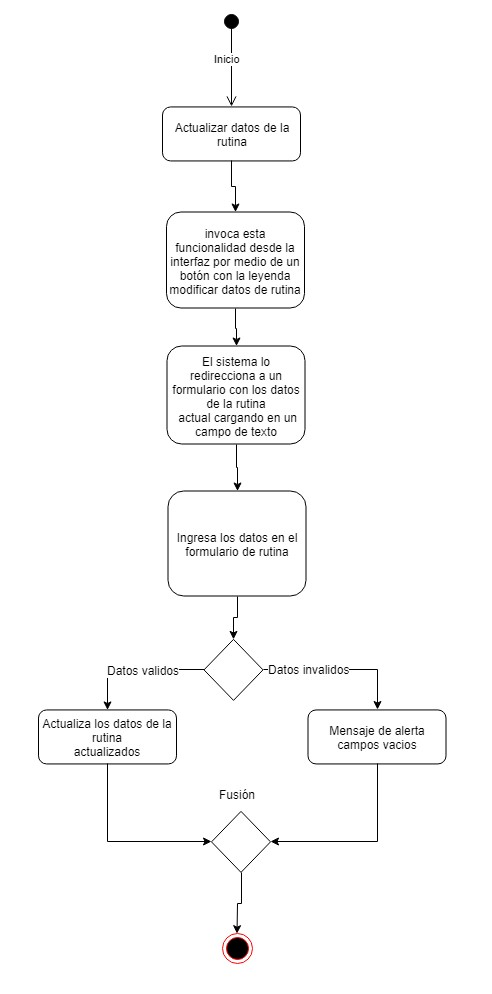 Inicio
Actualizar datos de la
rutina
invoca esta
funcionalidad desde la
interfaz por medio de un
botón con la leyenda
modificar datos de rutina
El sistema lo
redirecciona a un
formulario con los datos
de la rutina
actual cargando en un
campo de texto
Ingresa los datos en el
formulario de rutina
Datos validos
Datos invalidos
Actualiza los datos de la
rutina
actualizados
Mensaje de alerta
campos vacios
Fusión